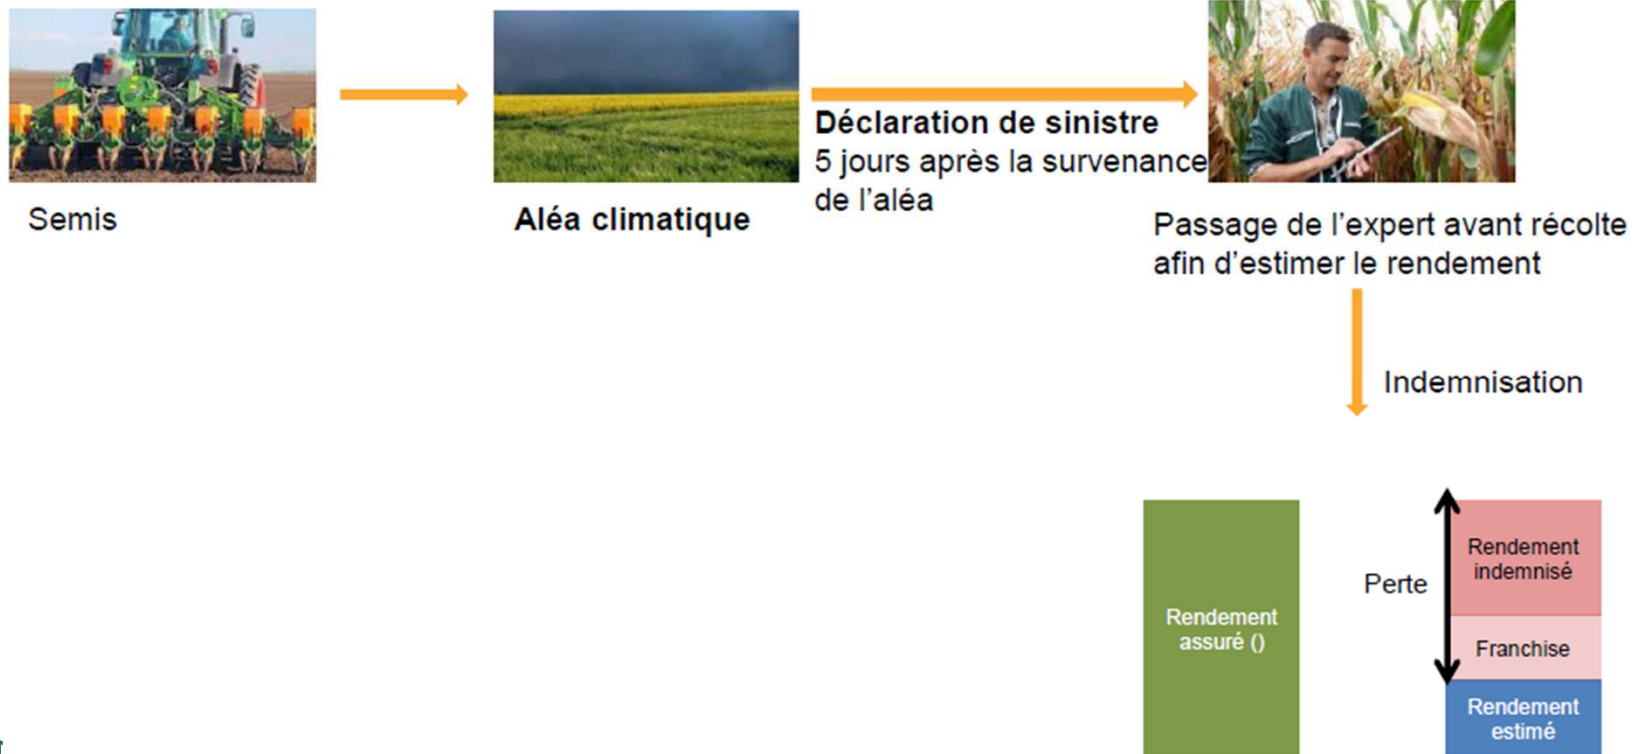 Semis
Aléa climatique
Déclaration de sinistre
5 jours après la survenance
de l’aléa
Passage de l’expert avant récolte
afin d’estimer le rendement
Indemnisation
Rendement
assuré ()
Perte
Rendement
indemnisé
Franchise
Rendement
estimé